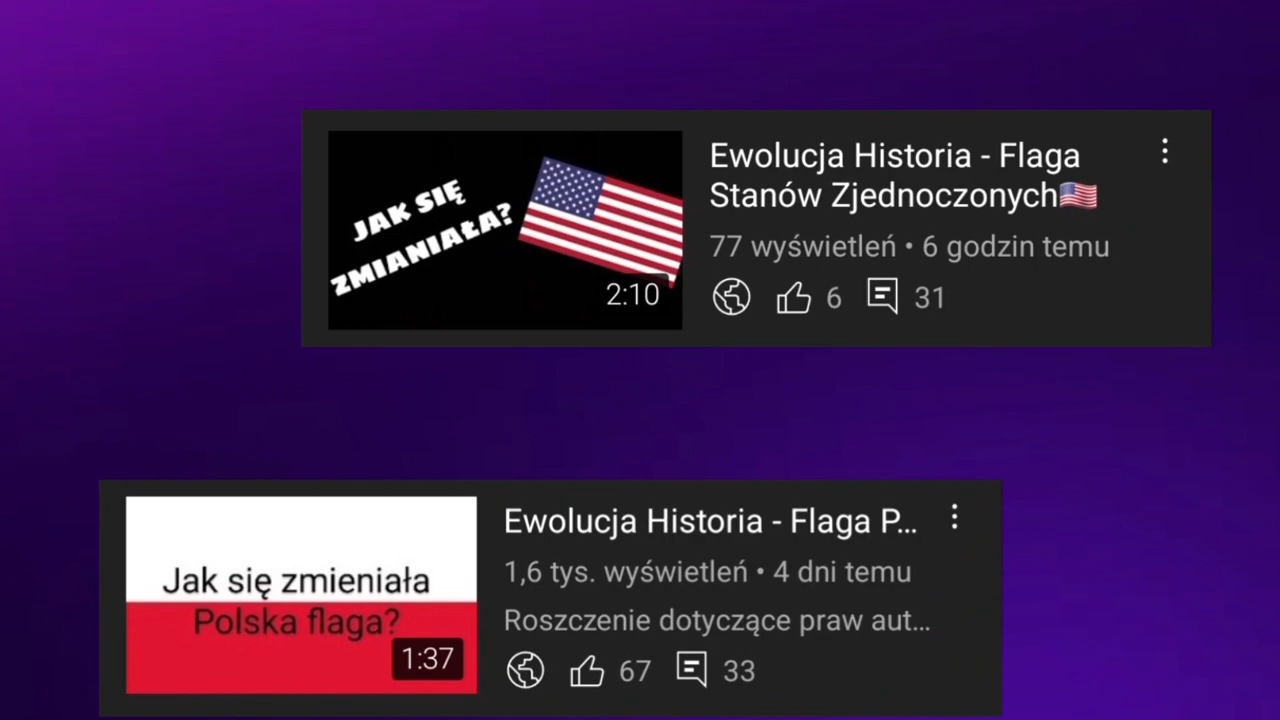 JAK SIĘ
ZMIANIAŁA?
2:10
Ewolucja Historia - Flaga
Stanów Zjednoczonych🇺🇸
77 wyświetleń • 6 godzin temu
6 31
Jak się zmieniała
Polska flaga?
1:37
Ewolucja Historia - Flaga P...
1,6 tys. wyświetleń • 4 dni temu
Roszczenie dotyczące praw aut...
67 33